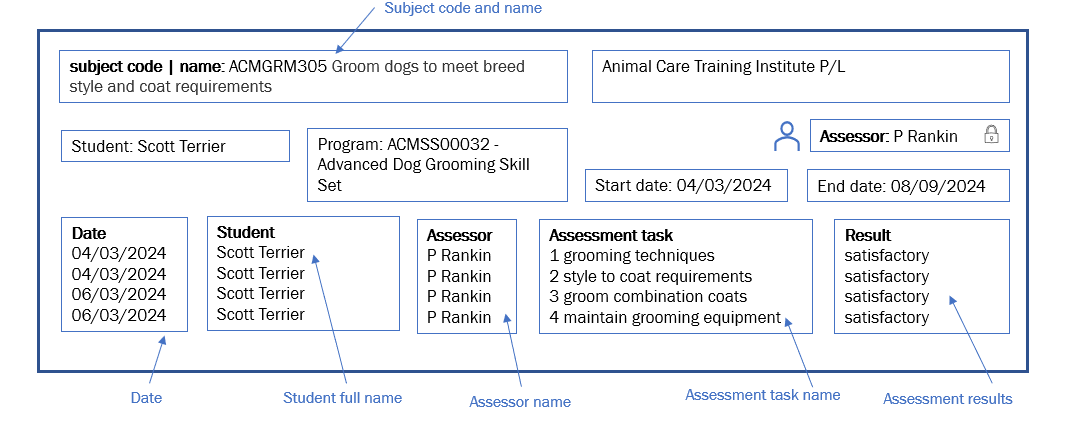 Subject code and name
subject code | name: ACMGRM305 Groom dogs to meet breed
style and coat requirements
Animal Care Training Institute P/L
Student: Scott Terrier
Program: ACMSS00032 -
Advanced Dog Grooming Skill
Set
Assessor: P Rankin
Start date: 04/03/2024
End date: 08/09/2024
Date
04/03/2024
04/03/2024
06/03/2024
06/03/2024
Student
Scott Terrier
Scott Terrier
Scott Terrier
Scott Terrier
Assessor
P Rankin
P Rankin
P Rankin
P Rankin
Assessment task
1 grooming techniques
2 style to coat requirements
3 groom combination coats
4 maintain grooming equipment
Result
satisfactory
satisfactory
satisfactory
satisfactory
Date
Student full name
Assessor name
Assessment task name
Assessment results